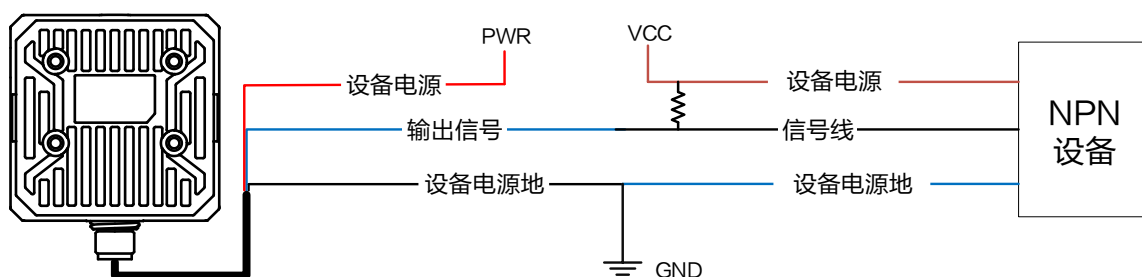 PWR
VCC
设备电源
设备电源
输出信号
信号线
NPN
设备
设备电源地
设备电源地
GND